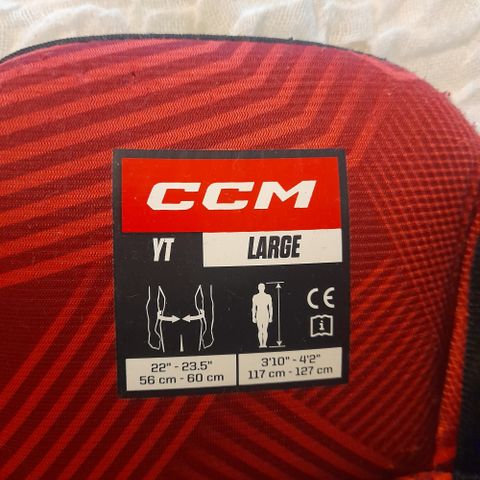 CCM
YT LARGE
CE
22" - 23.5" 3'10" - 4'2"
56 cm - 60 cm 117 cm - 127 cm